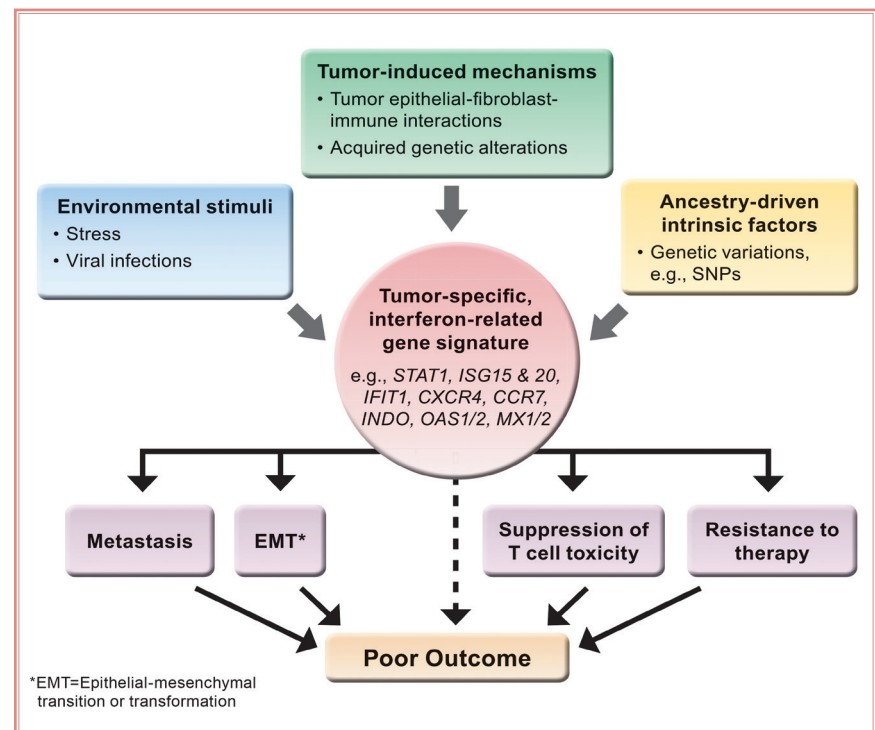 Tumor-induced mechanisms
• Tumor epithelial-fibroblast-
immune interactions
• Acquired genetic alterations
Environmental stimuli
• Stress
• Viral infections
Ancestry-driven
intrinsic factors
• Genetic variations,
e.g., SNPs
Tumor-specific,
interferon-related
gene signature
e.g., STAT1, ISG15 & 20,
IFIT1, CXCR4, CCR7,
INDO, OAS1/2, MX1/2
Metastasis
EMT*
Suppression of
T cell toxicity
Resistance to
therapy
Poor Outcome
*EMT=Epithelial-mesenchymal
transition or transformation